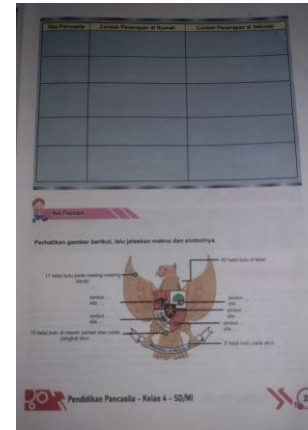 Sila Pancasila
Contoh Penerapan di Rumah
Contoh Penerapan di Sekolah
Ayo
Perhatikan gambar berikut, lalu jelaskan makna dan simbolnya.
17 helai bulu pada masing-masing
sayap
helai bulu di leher
simbol ...
sila ...
simbol ...
sila ...
simbol ...
sila ...
simbol ...
sila ...
simbol ...
sila ...
19 helai bulu di bawah perisai atau pada
pangkal ekor
helai bulu pada ekor
Pendidikan Pancasila - Kelas 4 - SD/MI